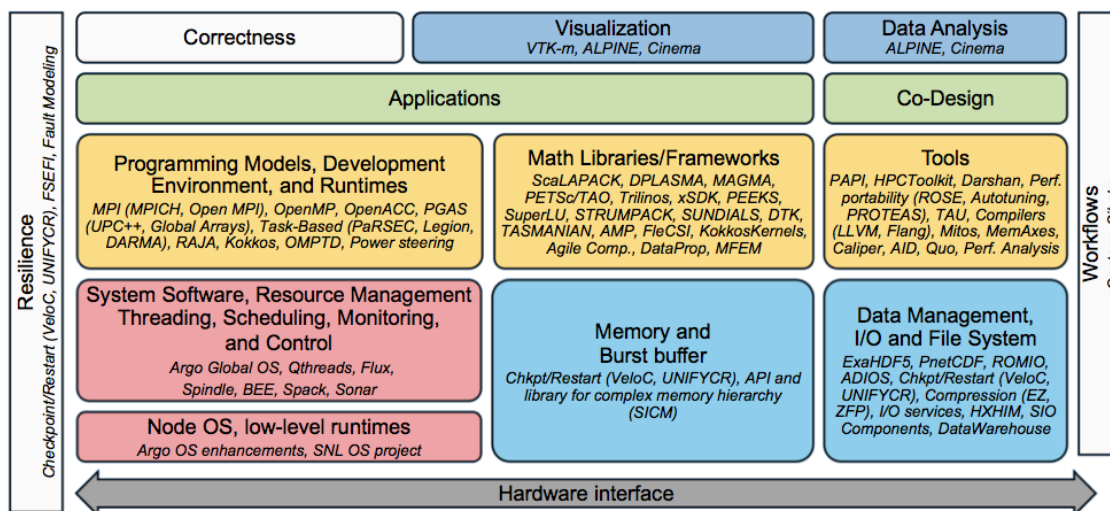 Resilience
Checkpoint/Restart (VeloC, UNIFYCR), FSEFI, Fault Modeling
Correctness
Visualization
VTK-m, ALPINE, Cinema
Data Analysis
ALPINE, Cinema
Applications
Co-Design
Programming Models, Development
Environment, and Runtimes
MPI (MPICH, Open MPI), OpenMP, OpenACC, PGAS
(UPC++, Global Arrays), Task-Based (PaRSEC, Legion,
DARMA), RAJA, Kokkos, OMPTD, Power steering
Math Libraries/Frameworks
ScaLAPACK, DPLASMA, MAGMA,
PETSc/TAO, Trilinos, xSDK, PEEKS,
SuperLU, STRUMPACK, SUNDIALS, DTK,
TASMANIAN, AMP, FleCSI, KokkosKernels,
Agile Comp., DataProp, MFEM
Tools
PAPI, HPCToolkit, Darshan, Perf.
portability (ROSE, Autotuning,
PROTEAS), TAU, Compilers
(LLVM, Flang), Mitos, MemAxes,
Caliper, AID, Quo, Perf. Analysis
System Software, Resource Management
Threading, Scheduling, Monitoring,
and Control
Argo Global OS, Qthreads, Flux,
Spindle, BEE, Spack, Sonar
Node OS, low-level runtimes
Argo OS enhancements, SNL OS project
Memory and
Burst buffer
Chkpt/Restart (VeloC, UNIFYCR), API and
library for complex memory hierarchy
(SICM)
Data Management,
I/O and File System
ExaHDF5, PnetCDF, ROMIO,
ADIOS, Chkpt/Restart (VeloC,
UNIFYCR), Compression (EZ,
ZFP), I/O services, HXHIM, SIO
Components, DataWarehouse
Workflows
Hardware interface